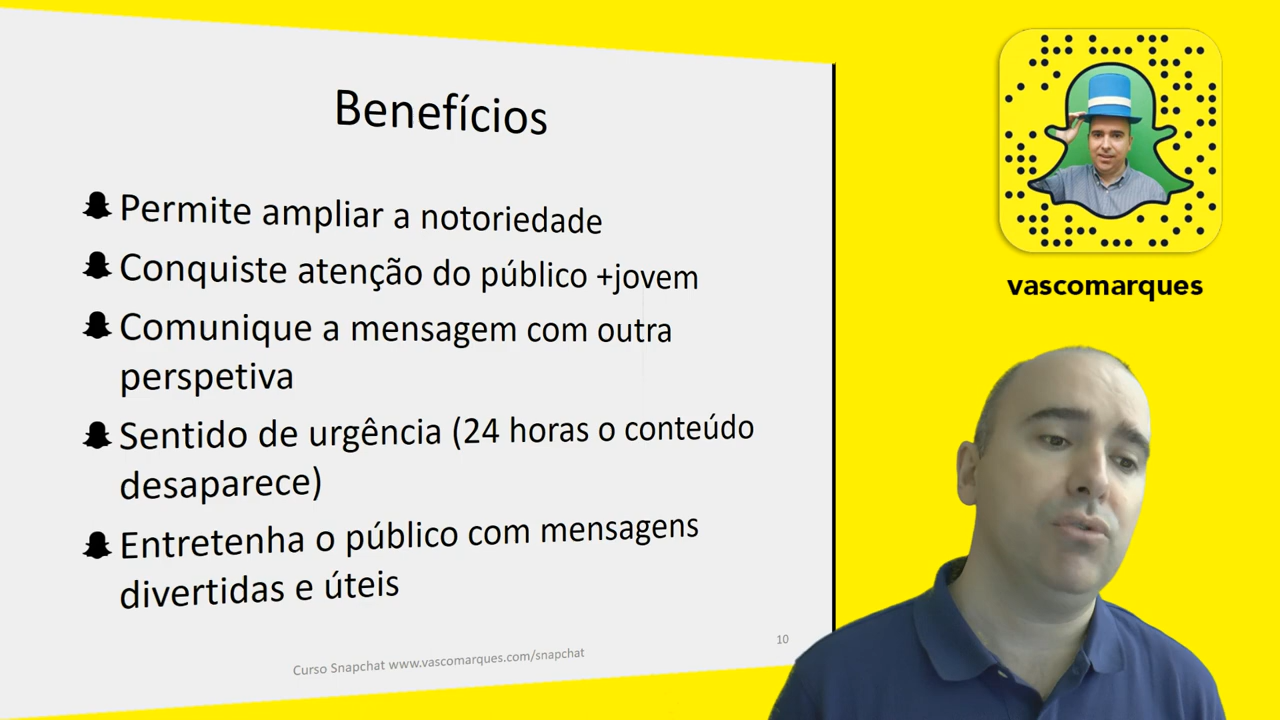 Benefícios
Permite ampliar a notoriedade
Conquiste atenção do público +jovem
Comunique a mensagem com outra
perspetiva
Sentido de urgência (24 horas o conteúdo
desaparece)
Entretenha o público com mensagens
divertidas e úteis
Curso Snapchat www.vascomarques.com/snapchat
10
vascomarques